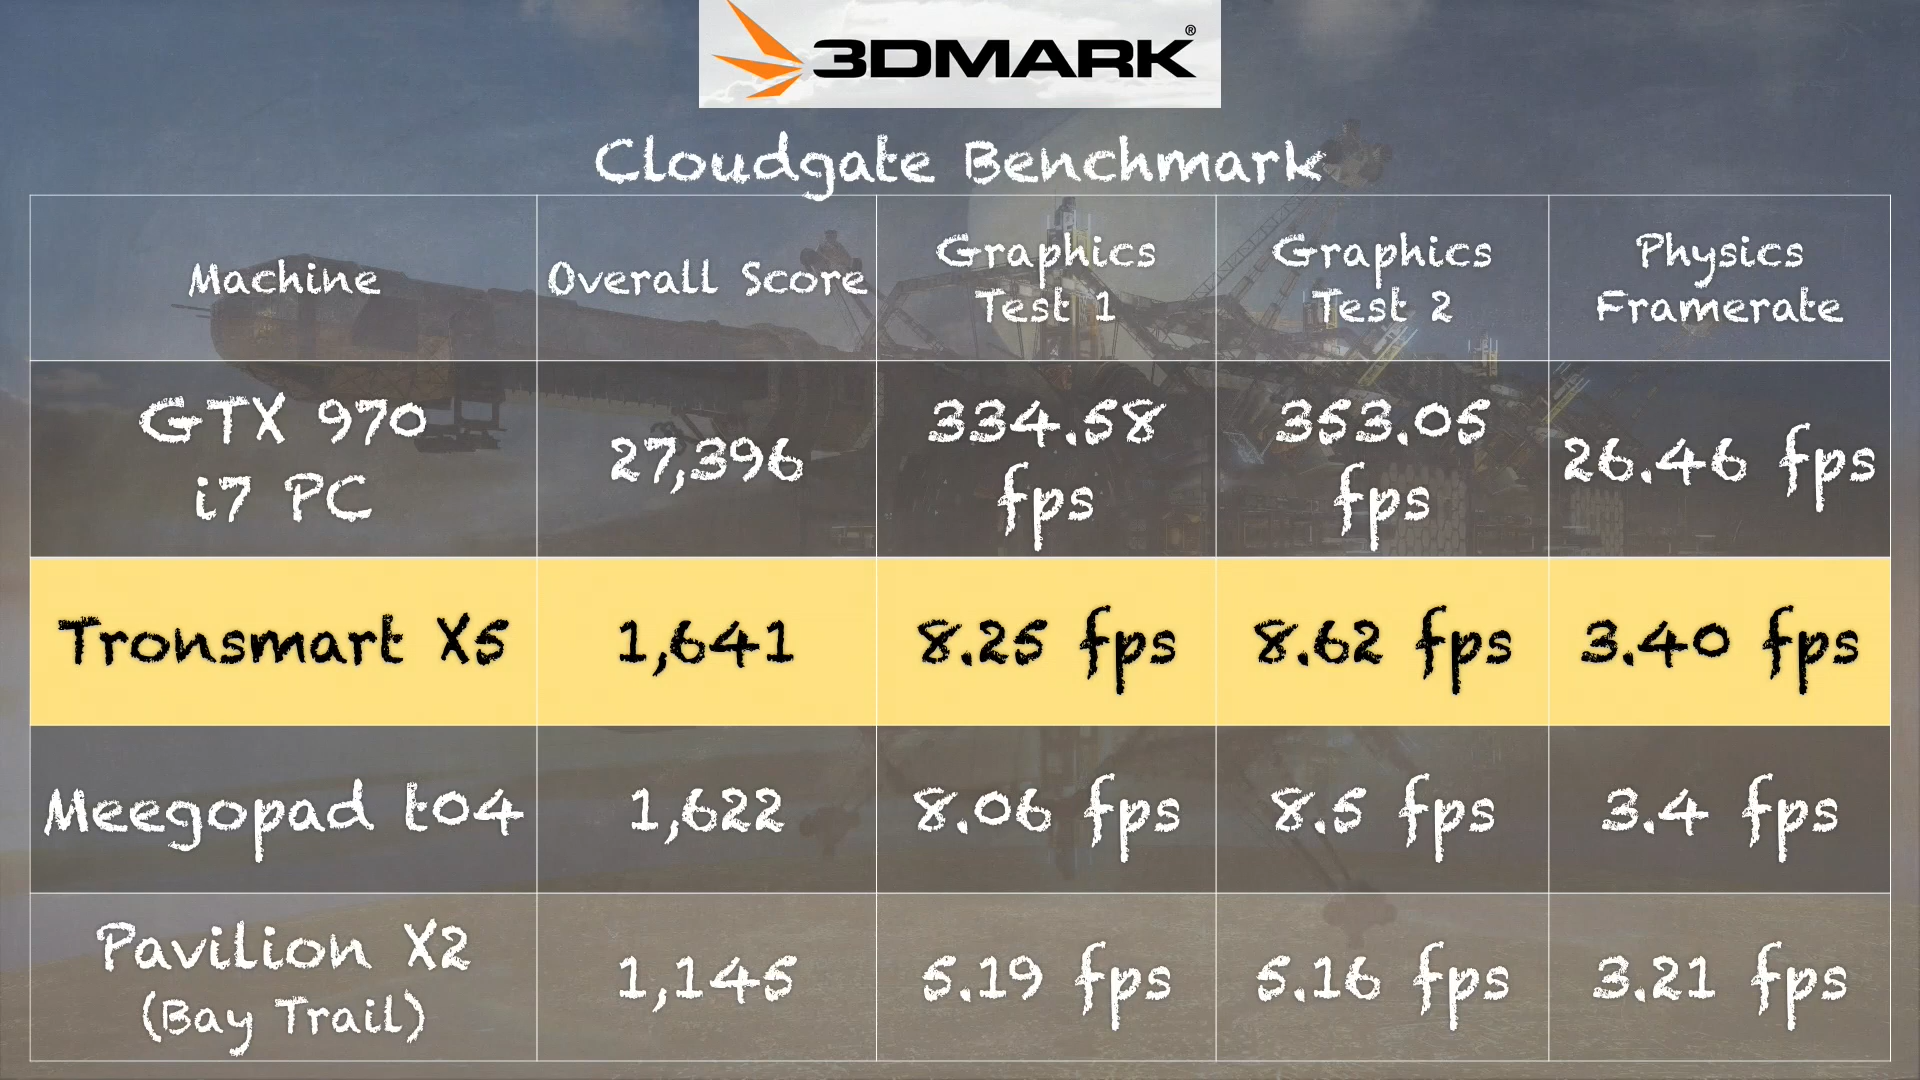 3DMARK®
Cloudgate Benchmark
Machine
Overall Score
Graphics
Test 1
Graphics
Test 2
Physics
Framerate
GTX 970
i7 PC
27,396
334.58
fps
353.05
fps
26.46 fps
Tronsmart X5
1,641
8.25 fps
8.62 fps
3.40 fps
Meegopad t04
1,622
8.06 fps
8.5 fps
3.4 fps
Pavilion X2
(Bay Trail)
1,145
5.19 fps
5.16 fps
3.21 fps